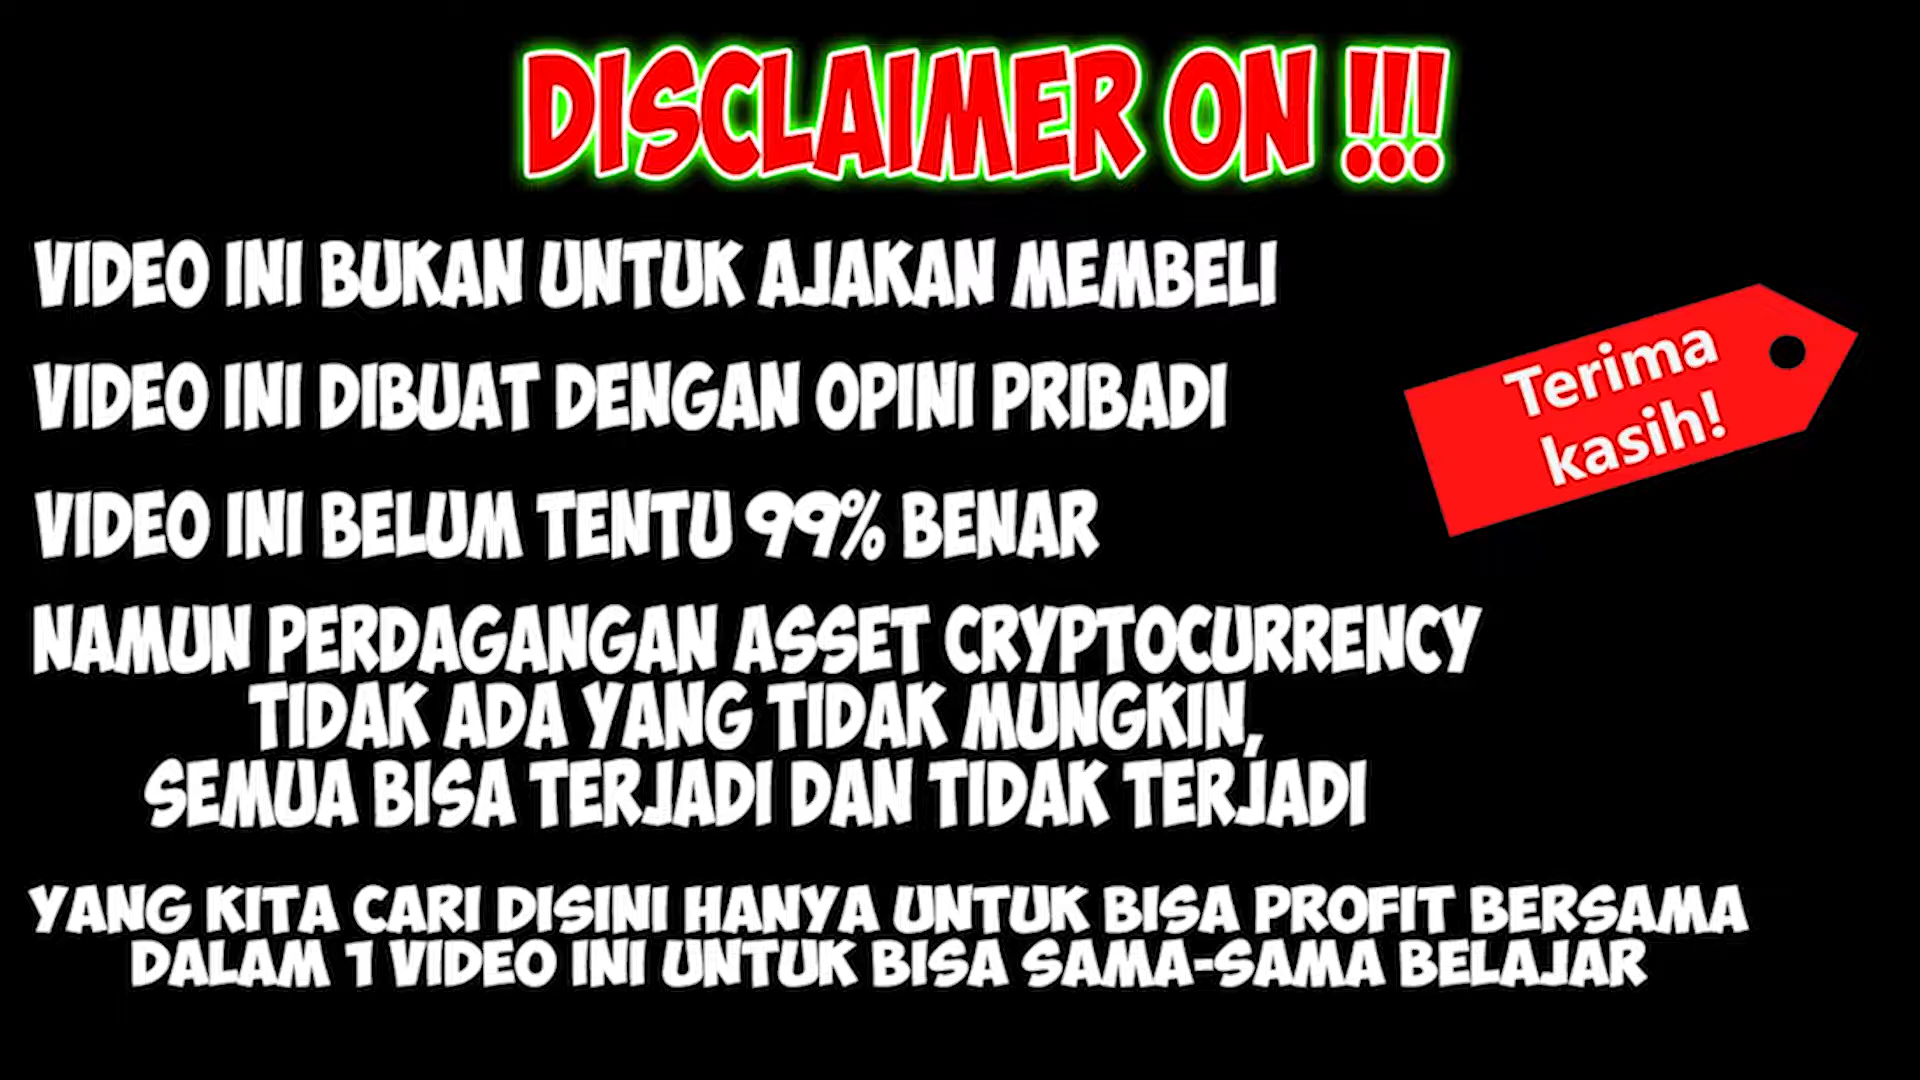 DISCLAIMER ON !!!
VIDEO INI BUKAN UNTUK AJAKAN MEMBELI
VIDEO INI DIBUAT DENGAN OPINI PRIBADI
Terima
kasih!
VIDEO INI BELUM TENTU 99% BENAR
NAMUN PERDAGANGAN ASSET CRYPTOCURRENCY
TIDAK ADA YANG TIDAK MUNGKIN,
SEMUA BISA TERJADI DAN TIDAK TERJADI
YANG KITA CARI DISINI HANYA UNTUK BISA PROFIT BERSAMA
DALAM 1 VIDEO INI UNTUK BISA SAMA-SAMA BELAJAR